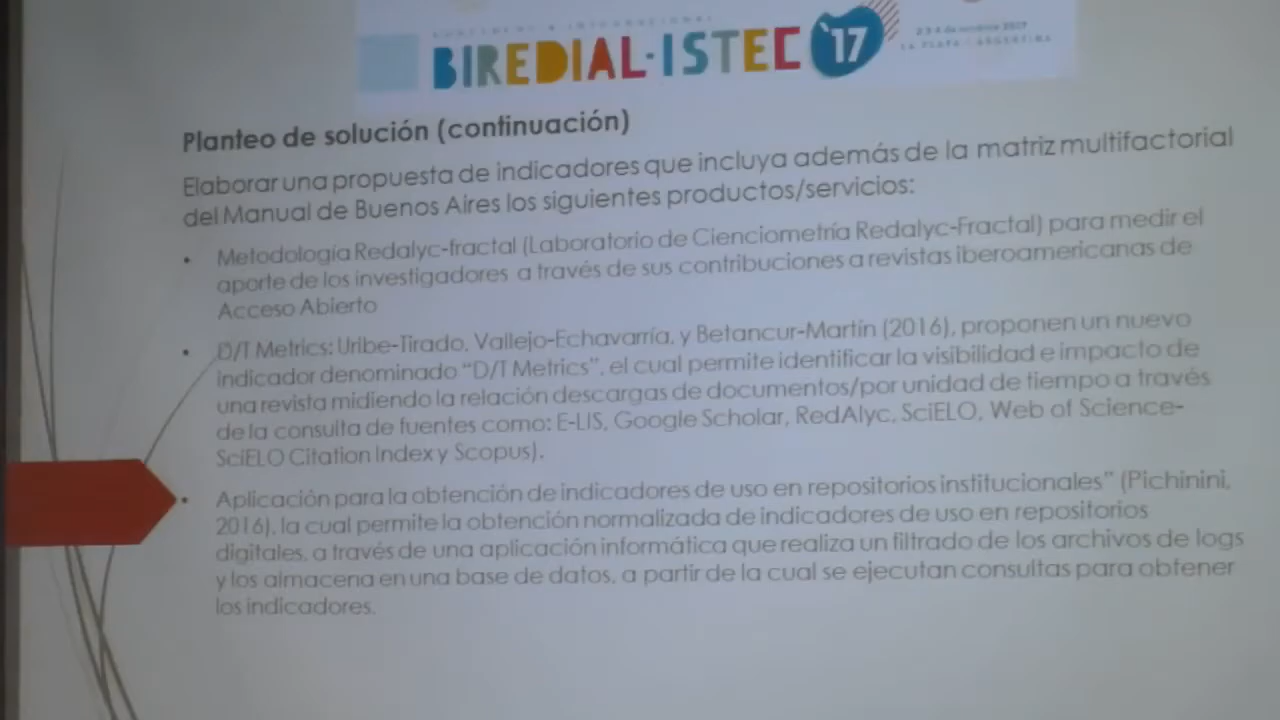 BIREDIAL-ISTEC '17
LA PLATA | ARGENTINA
Planteo de solución (continuación)
Elaborar una propuesta de indicadores que incluya además de la matriz multifactorial
del Manual de Buenos Aires los siguientes productos/servicios:
• Metodología Redalyc-fractal (Laboratorio de Cienciometría Redalyc-Fractal) para medir el
aporte de los investigadores a través de sus contribuciones a revistas iberoamericanas de
Acceso Abierto
• D/T Metrics: Uribe-Tirado, Vallejo-Echavarría, y Betancur-Martín (2016), proponen un nuevo
indicador denominado "D/T Metrics", el cual permite identificar la visibilidad e impacto de
una revista midiendo la relación descargas de documentos/por unidad de tiempo a través
de la consulta de fuentes como: E-LIS, Google Scholar, RedAlyc, SciELO, Web of Science-
SciELO Citation Index y Scopus).
• Aplicación para la obtención de indicadores de uso en repositorios institucionales" (Pichinini,
2016), la cual permite la obtención normalizada de indicadores de uso en repositorios
digitales, a través de una aplicación informática que realiza un filtrado de los archivos de logs
y los almacena en una base de datos, a partir de la cual se ejecutan consultas para obtener
los indicadores.